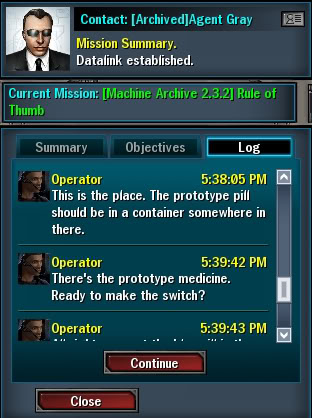 Contact: [Archived]Agent Gray
Mission Summary.
Datalink established.
Current Mission: [Machine Archive 2.3.2] Rule of
Thumb
Summary
Objectives
Log
Operator 5:38:05 PM
This is the place. The prototype pill
should be in a container somewhere in
there.
Operator 5:39:42 PM
There's the prototype medicine.
Ready to make the switch?
Operator 5:39:43 PM
Continue
Close